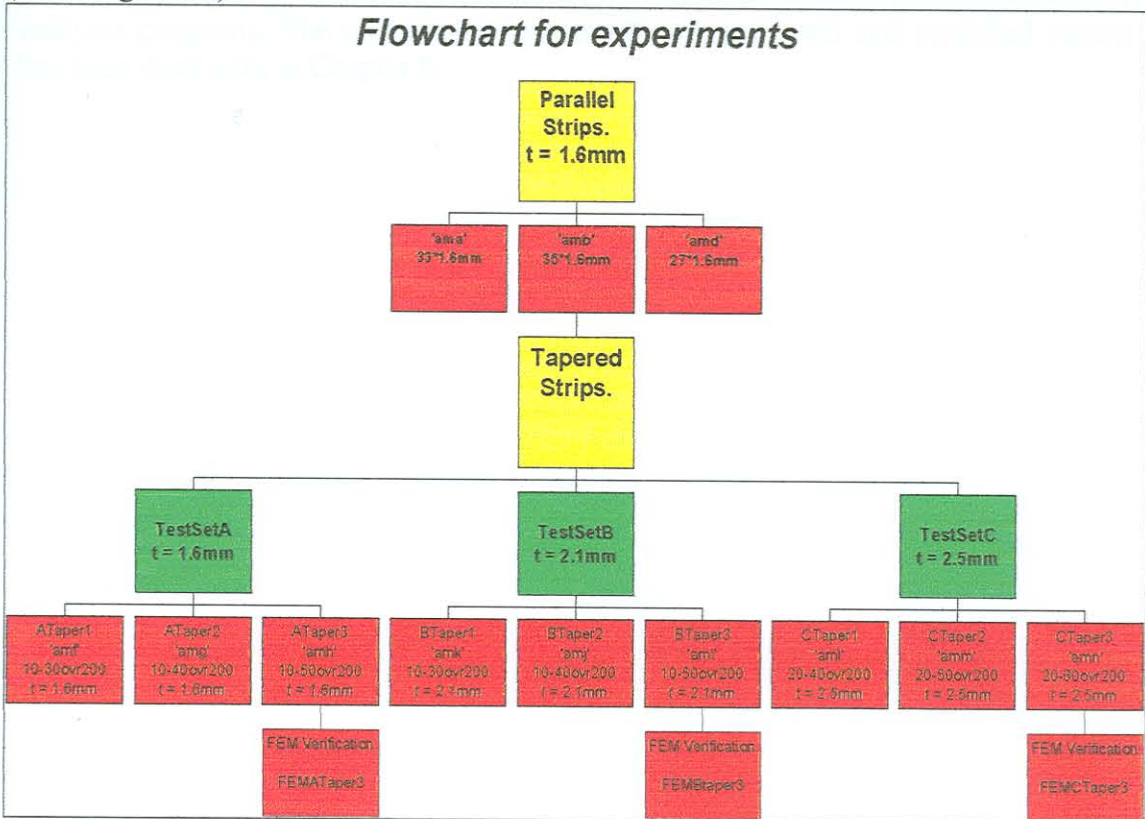 Flowchart for experiments
Parallel
Strips.
t = 1.6mm
'ama'
33*1.6mm
'amb'
35*1.6mm
'amd'
27*1.6mm
Tapered
Strips.
TestSetA
t = 1.6mm
TestSetB
t = 2.1mm
TestSetC
t = 2.5mm
ATaper1
'amf'
10-30ovr200
t = 1.6mm
ATaper2
'amg'
10-40ovr200
t = 1.6mm
ATaper3
'amh'
10-50ovr200
t = 1.6mm
BTaper1
'amk'
10-30ovr200
t = 2.1mm
BTaper2
'amj'
10-40ovr200
t = 2.1mm
BTaper3
10-50ovr200
t = 2.1mm
CTaper1
20-40ovr200
t = 2.5mm
CTaper2
'amm'
20-50ovr200
t = 2.5mm
CTaper3
'amn'
t = 2.5mm
FEM Verification
FEMATaper3
FEM Verification
FEMBtaper3
FEM Verification
FEMCTaper3